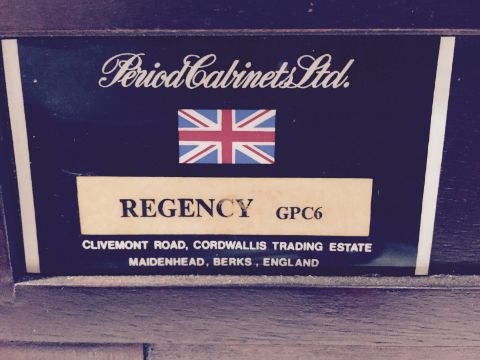 Period Cabinets Ltd.
REGENCY GPC6
CLIVEMONT ROAD, CORDWALLIS TRADING ESTATE
MAIDENHEAD, BERKS, ENGLAND